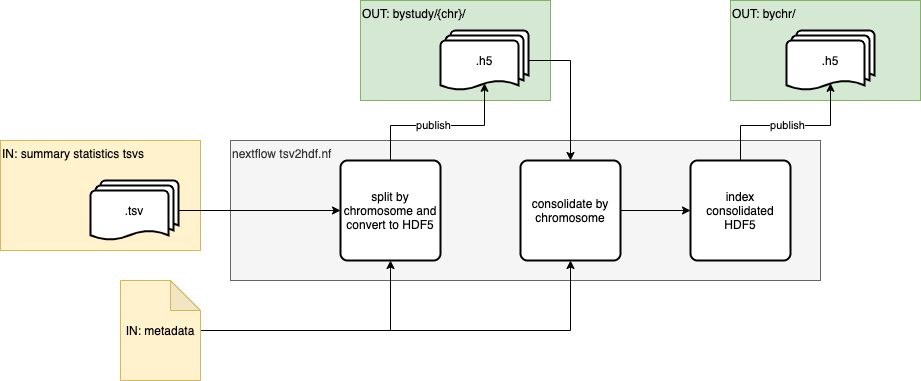 OUT: bystudy/{chr}/
.h5
OUT: bychr/
.h5
publish
publish
IN: summary statistics tsvs
.tsv
nextflow tsv2hdf.nf
split by
chromosome and
convert to HDF5
consolidate by
chromosome
index
consolidated
HDF5
IN: metadata